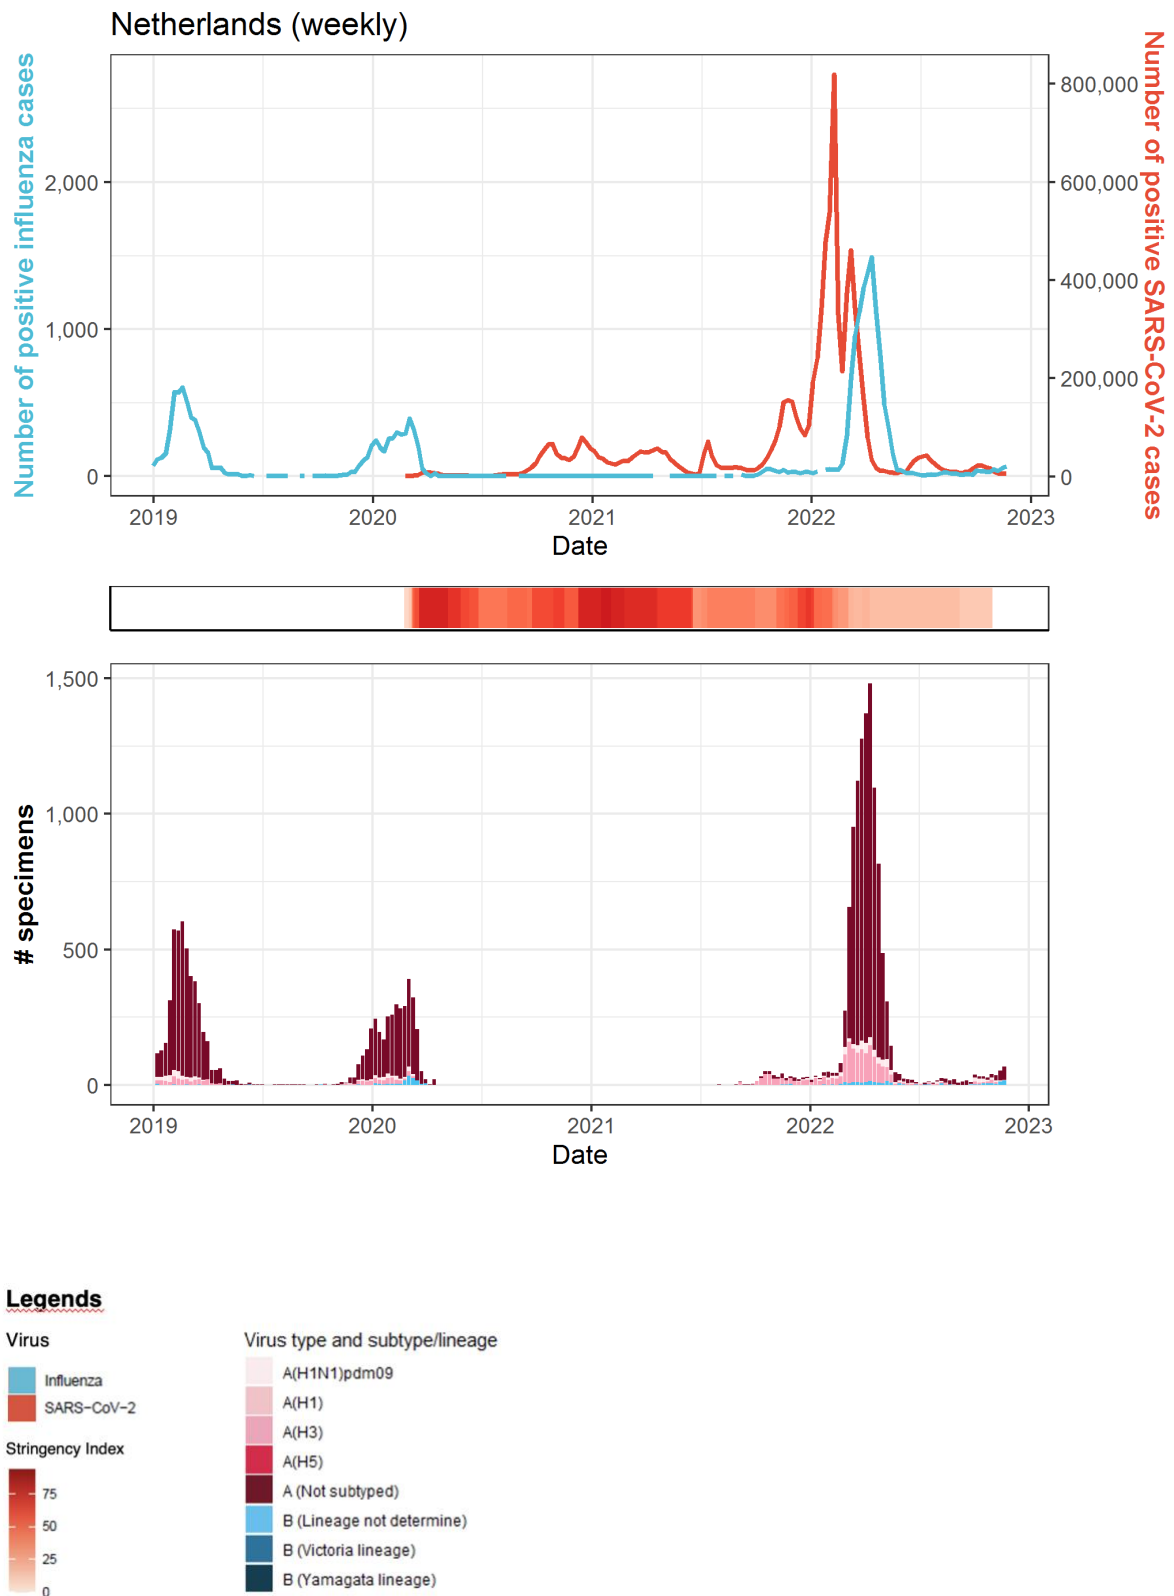 Netherlands (weekly)
Number of positive influenza cases
Number of positive SARS-CoV-2 cases
2,000
1,000
0
800,000
600,000
400,000
200,000
0
2019 2020 2021 2022 2023
Date
# specimens
1,500
1,000
500
0
2019 2020 2021 2022 2023
Date
Legends
Virus
Influenza
SARS-CoV-2
Stringency Index
75
50
25
0
Virus type and subtype/lineage
A(H1N1)pdm09
A(H1)
A(H3)
A(H5)
A (Not subtyped)
B (Lineage not determine)
B (Victoria lineage)
B (Yamagata lineage)